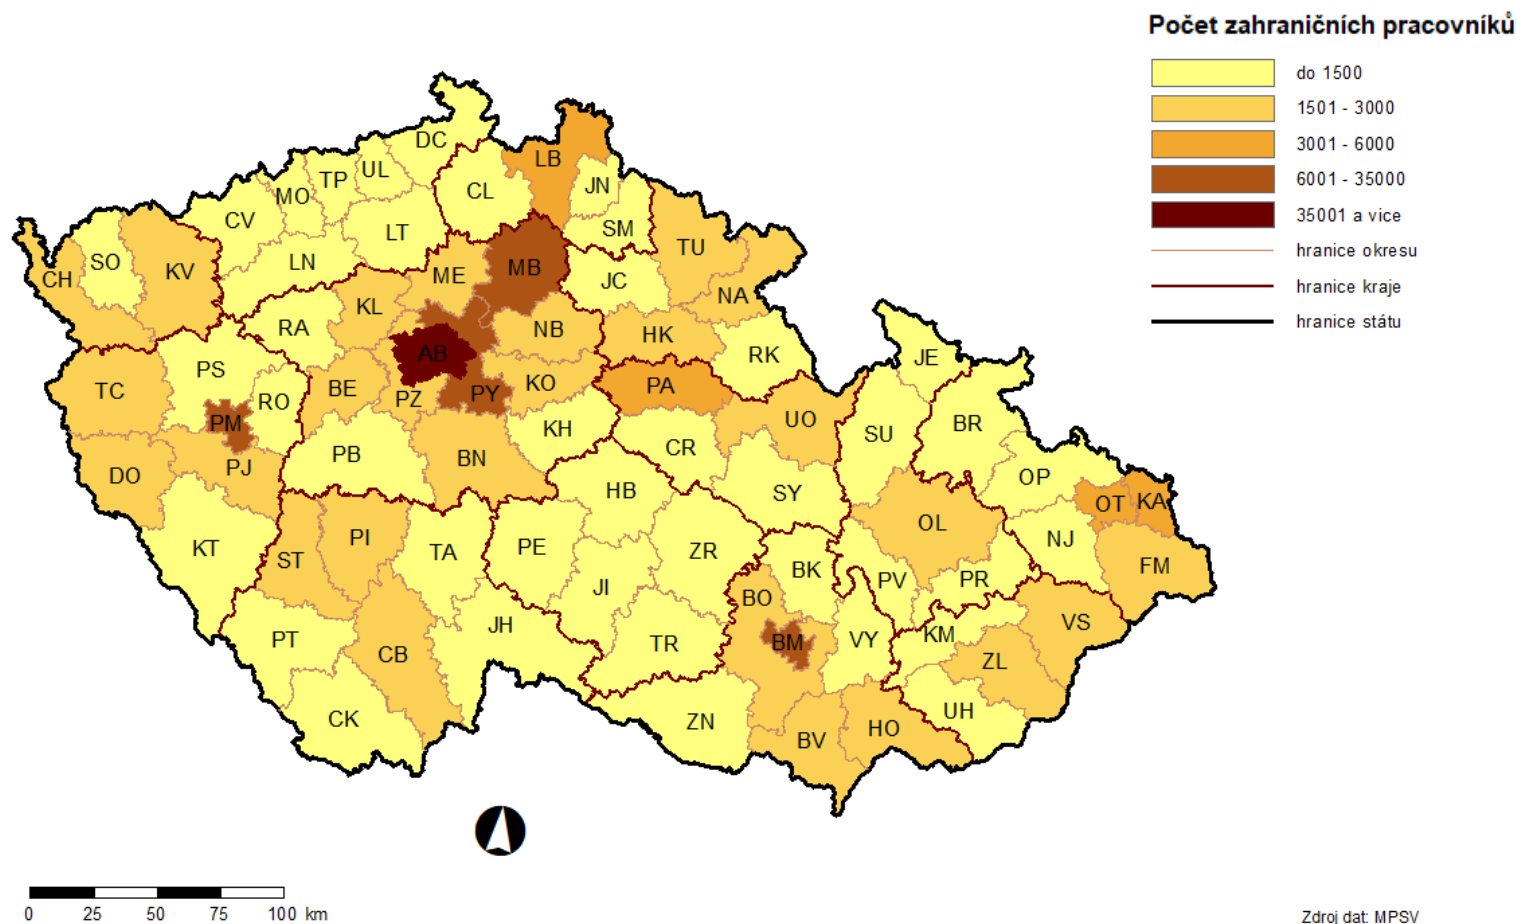 Počet zahraničních pracovníků
do 1500
1501 - 3000
3001 - 6000
6001 - 35000
35001 a vice
hranice okresu
hranice kraje
hranice státu
DC
LB
TP
UL
MO
CL
JN
CV
LT
SM
TU
SO
LN
CH
KV
ME
MB
JC
KL
NA
RA
NB
HK
AB
RK
JE
PS
TC
BE
PZ
PY
KO
PA
RO
PM
UO
KH
CR
SU
BR
PB
BN
DO
PJ
OP
HB
SY
OT
KA
OL
KT
PI
TA
PE
ZR
NJ
ST
BK
FM
JI
PV
PR
BO
JH
VS
PT
TR
BM
VY
KM
CB
ZL
CK
ZN
UH
BV
HO
0 25 50 75 100 km
Zdroj dat: MPSV